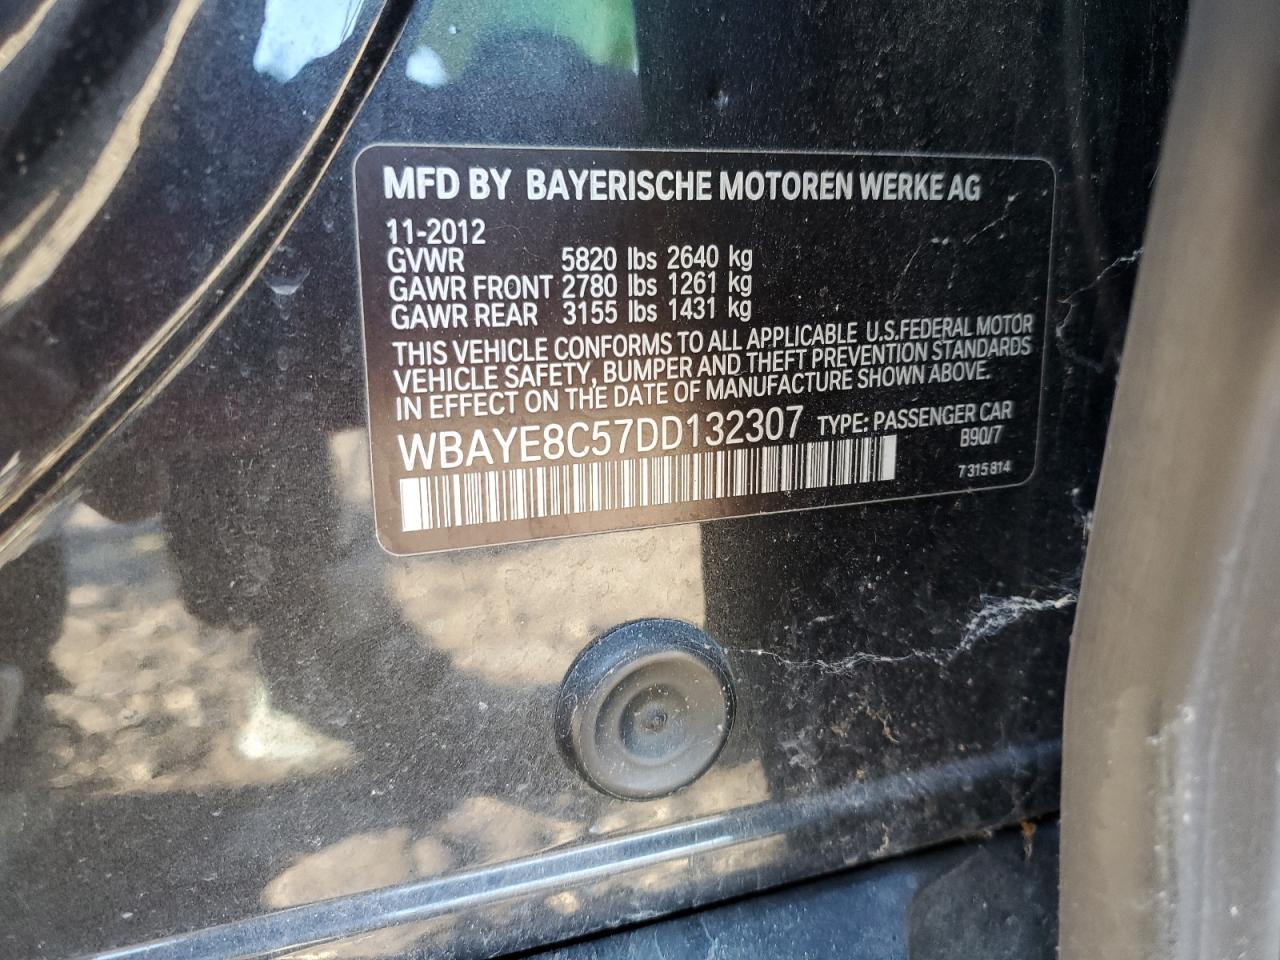 MFD BY BAYERISCHE MOTOREN WERKE AG
11-2012
GVWR 5820 lbs 2640 kg
GAWR FRONT 2780 lbs 1261 kg
GAWR REAR 3155 lbs 1431 kg
THIS VEHICLE CONFORMS TO ALL APPLICABLE U.S.FEDERAL MOTOR
VEHICLE SAFETY, BUMPER AND THEFT PREVENTION STANDARDS
IN EFFECT ON THE DATE OF MANUFACTURE SHOWN ABOVE.
WBAYE8C57DD132307 TYPE: PASSENGER CAR
B90/7
7 315 814